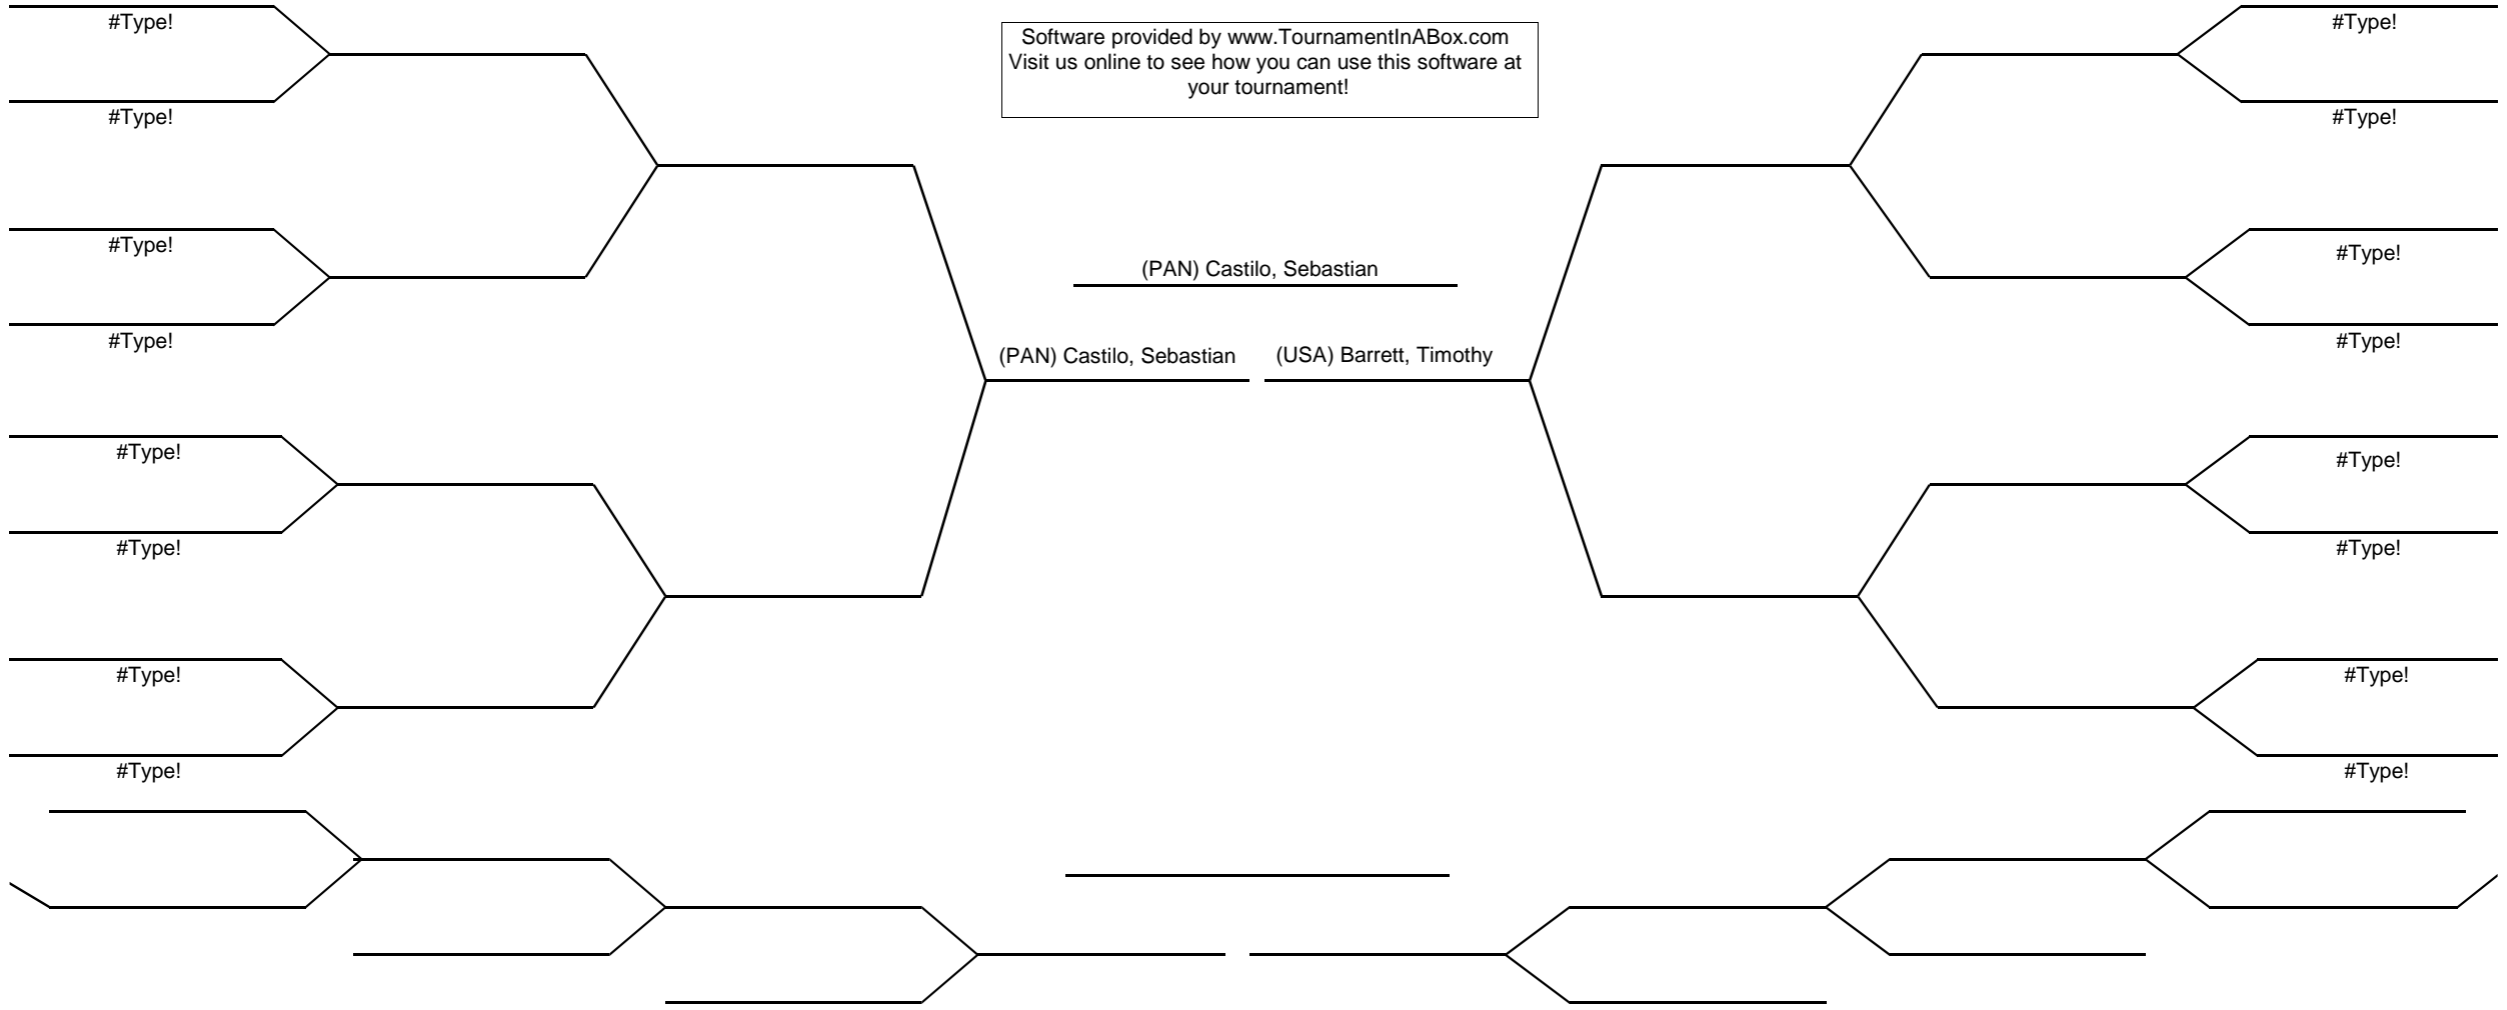 #Type!
#Type!
Software provided by www.TournamentInABox.com
Visit us online to see how you can use this software at
your tournament!
#Type!
#Type!
#Type!
#Type!
(PAN) Castilo, Sebastian
#Type!
#Type!
(PAN) Castilo, Sebastian
(USA) Barrett, Timothy
#Type!
#Type!
#Type!
#Type!
#Type!
#Type!
#Type!
#Type!